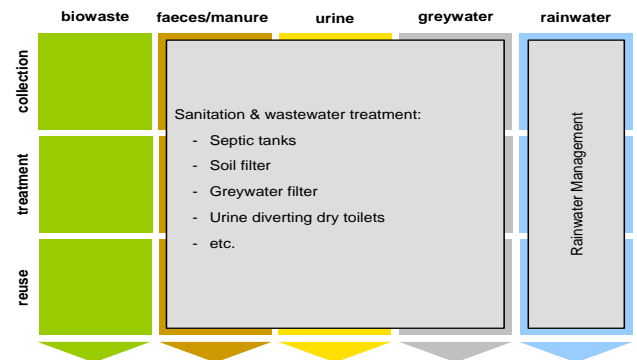 biowaste faeces/manure urine greywater rainwater
collection
treatment
reuse
Sanitation & wastewater treatment:
- Septic tanks
- Soil filter
- Greywater filter
- Urine diverting dry toilets
- etc.
Rainwater Management